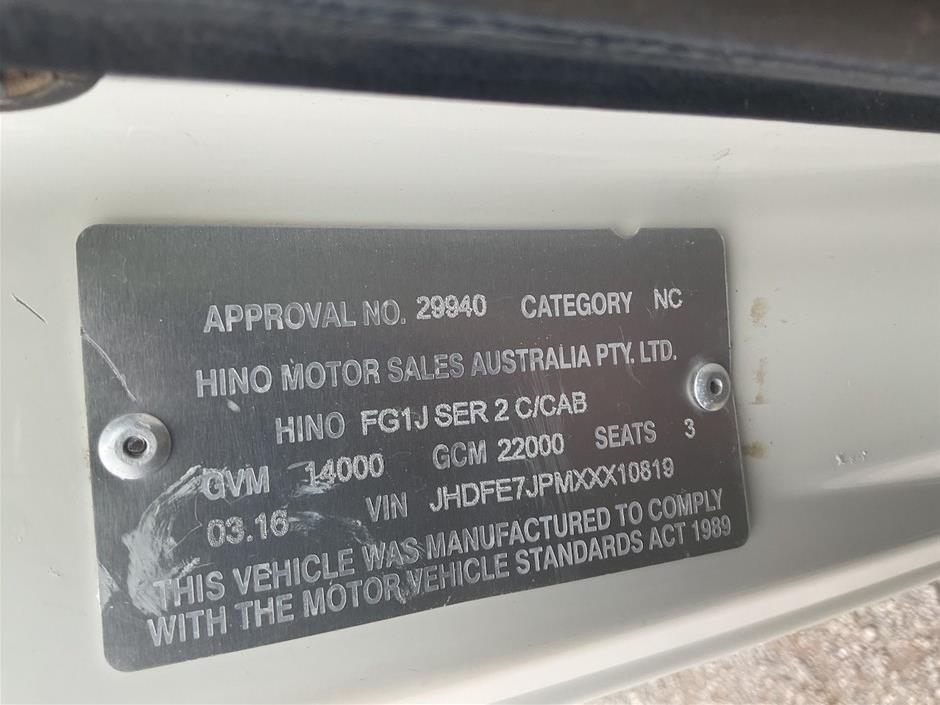 APPROVAL NO. 29940 CATEGORY NC
HINO MOTOR SALES AUSTRALIA PTY. LTD.
HINO FG1J SER 2 C/CAB
GVM 14000 GCM 22000 SEATS 3
03.16 VIN JHDFE7JPMXXX10819
THIS VEHICLE WAS MANUFACTURED TO COMPLY
WITH THE MOTOR VEHICLE STANDARDS ACT 1989